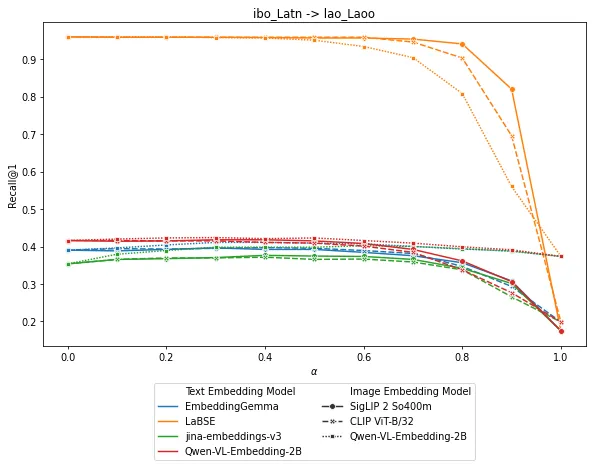 ibo_Latn -> lao_Laoo
Recall@1
0.9
0.8
0.7
0.6
0.5
0.4
0.3
0.2
0.0 0.2 0.4 0.6 0.8 1.0
α
Text Embedding Model
EmbeddingGemma
LaBSE
jina-embeddings-v3
Qwen-VL-Embedding-2B
Image Embedding Model
SigLIP 2 So400m
CLIP ViT-B/32
Qwen-VL-Embedding-2B